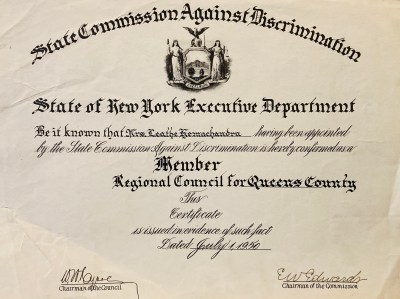 State Commission Against Discrimination
State of New York Executive Department
Be it known that Mrs. Leathe Hemachandra having been appointed
by the State Commission Against Discrimination is hereby confirmed as a
Member
Regional Council for Queens County
This
Certificate
is issued in evidence of such fact
Dated July 1, 1950
Chairman of the Council
EW Edwards
Chairman of the Commission